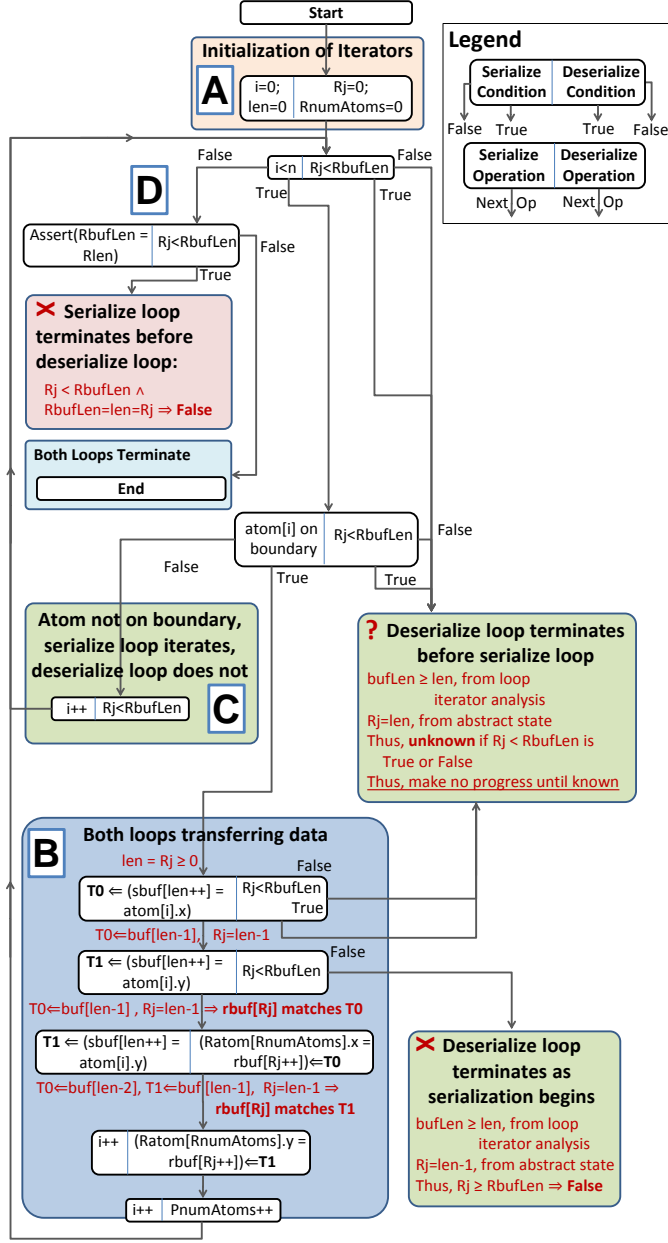 Start
Initialization of Iterators
A
i=0;
len=0
Rj=0;
RnumAtoms=0
Legend
Serialize
Condition
Deserialize
Condition
False
True
True
False
Serialize
Operation
Deserialize
Operation
Next Op
Next Op
False
i<n
Rj<RbufLen
False
True
True
D
Assert(RbufLen =
Rlen)
Rj<RbufLen
False
True
✕ Serialize loop
terminates before
deserialize loop:
Rj < RbufLen ∧
RbufLen=len=Rj ⇒ False
Both Loops Terminate
End
atom[i] on
boundary
Rj<RbufLen
False
False
True
True
Atom not on boundary,
serialize loop iterates,
deserialize loop does not
i++
Rj<RbufLen
C
? Deserialize loop terminates
before serialize loop
bufLen ≥ len, from loop
iterator analysis
Rj=len, from abstract state
Thus, unknown if Rj < RbufLen is
True or False
Thus, make no progress until known
B
Both loops transferring data
len = Rj ≥ 0
False
T0 ⇐ (sbuf[len++] =
atom[i].x)
Rj<RbufLen
True
T0⇐buf[len-1], Rj=len-1
False
T1 ⇐ (sbuf[len++] =
atom[i].y)
Rj<RbufLen
T0⇐buf[len-1] , Rj=len-1 ⇒ rbuf[Rj] matches T0
T1 ⇐ (sbuf[len++] =
atom[i].y)
(Ratom[RnumAtoms].x =
rbuf[Rj++])⇐T0
T0⇐buf[len-2], T1⇐buf[len-1], Rj=len-1 ⇒
rbuf[Rj] matches T1
i++
(Ratom[RnumAtoms].y =
rbuf[Rj++])⇐T1
i++
PnumAtoms++
✕ Deserialize loop
terminates as
serialization begins
bufLen ≥ len, from loop
iterator analysis
Rj=len-1, from abstract state
Thus, Rj ≥ RbufLen ⇒ False